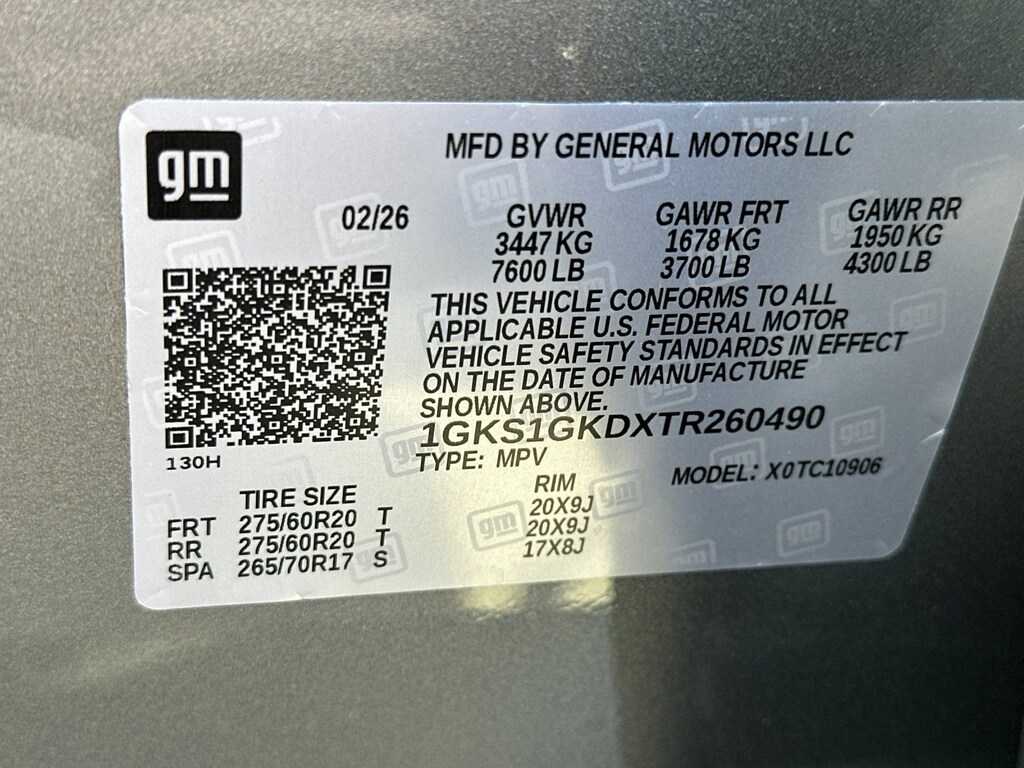 gm
MFD BY GENERAL MOTORS LLC
02/26 GVWR GAWR FRT GAWR RR
3447 KG 1678 KG 1950 KG
7600 LB 3700 LB 4300 LB
THIS VEHICLE CONFORMS TO ALL
APPLICABLE U.S. FEDERAL MOTOR
VEHICLE SAFETY STANDARDS IN EFFECT
ON THE DATE OF MANUFACTURE
SHOWN ABOVE.
1GKS1GKDXTR260490
130H
TYPE: MPV MODEL: X0TC10906
TIRE SIZE RIM
FRT 275/60R20 T 20X9J
RR 275/60R20 T 20X9J
SPA 265/70R17 S 17X8J